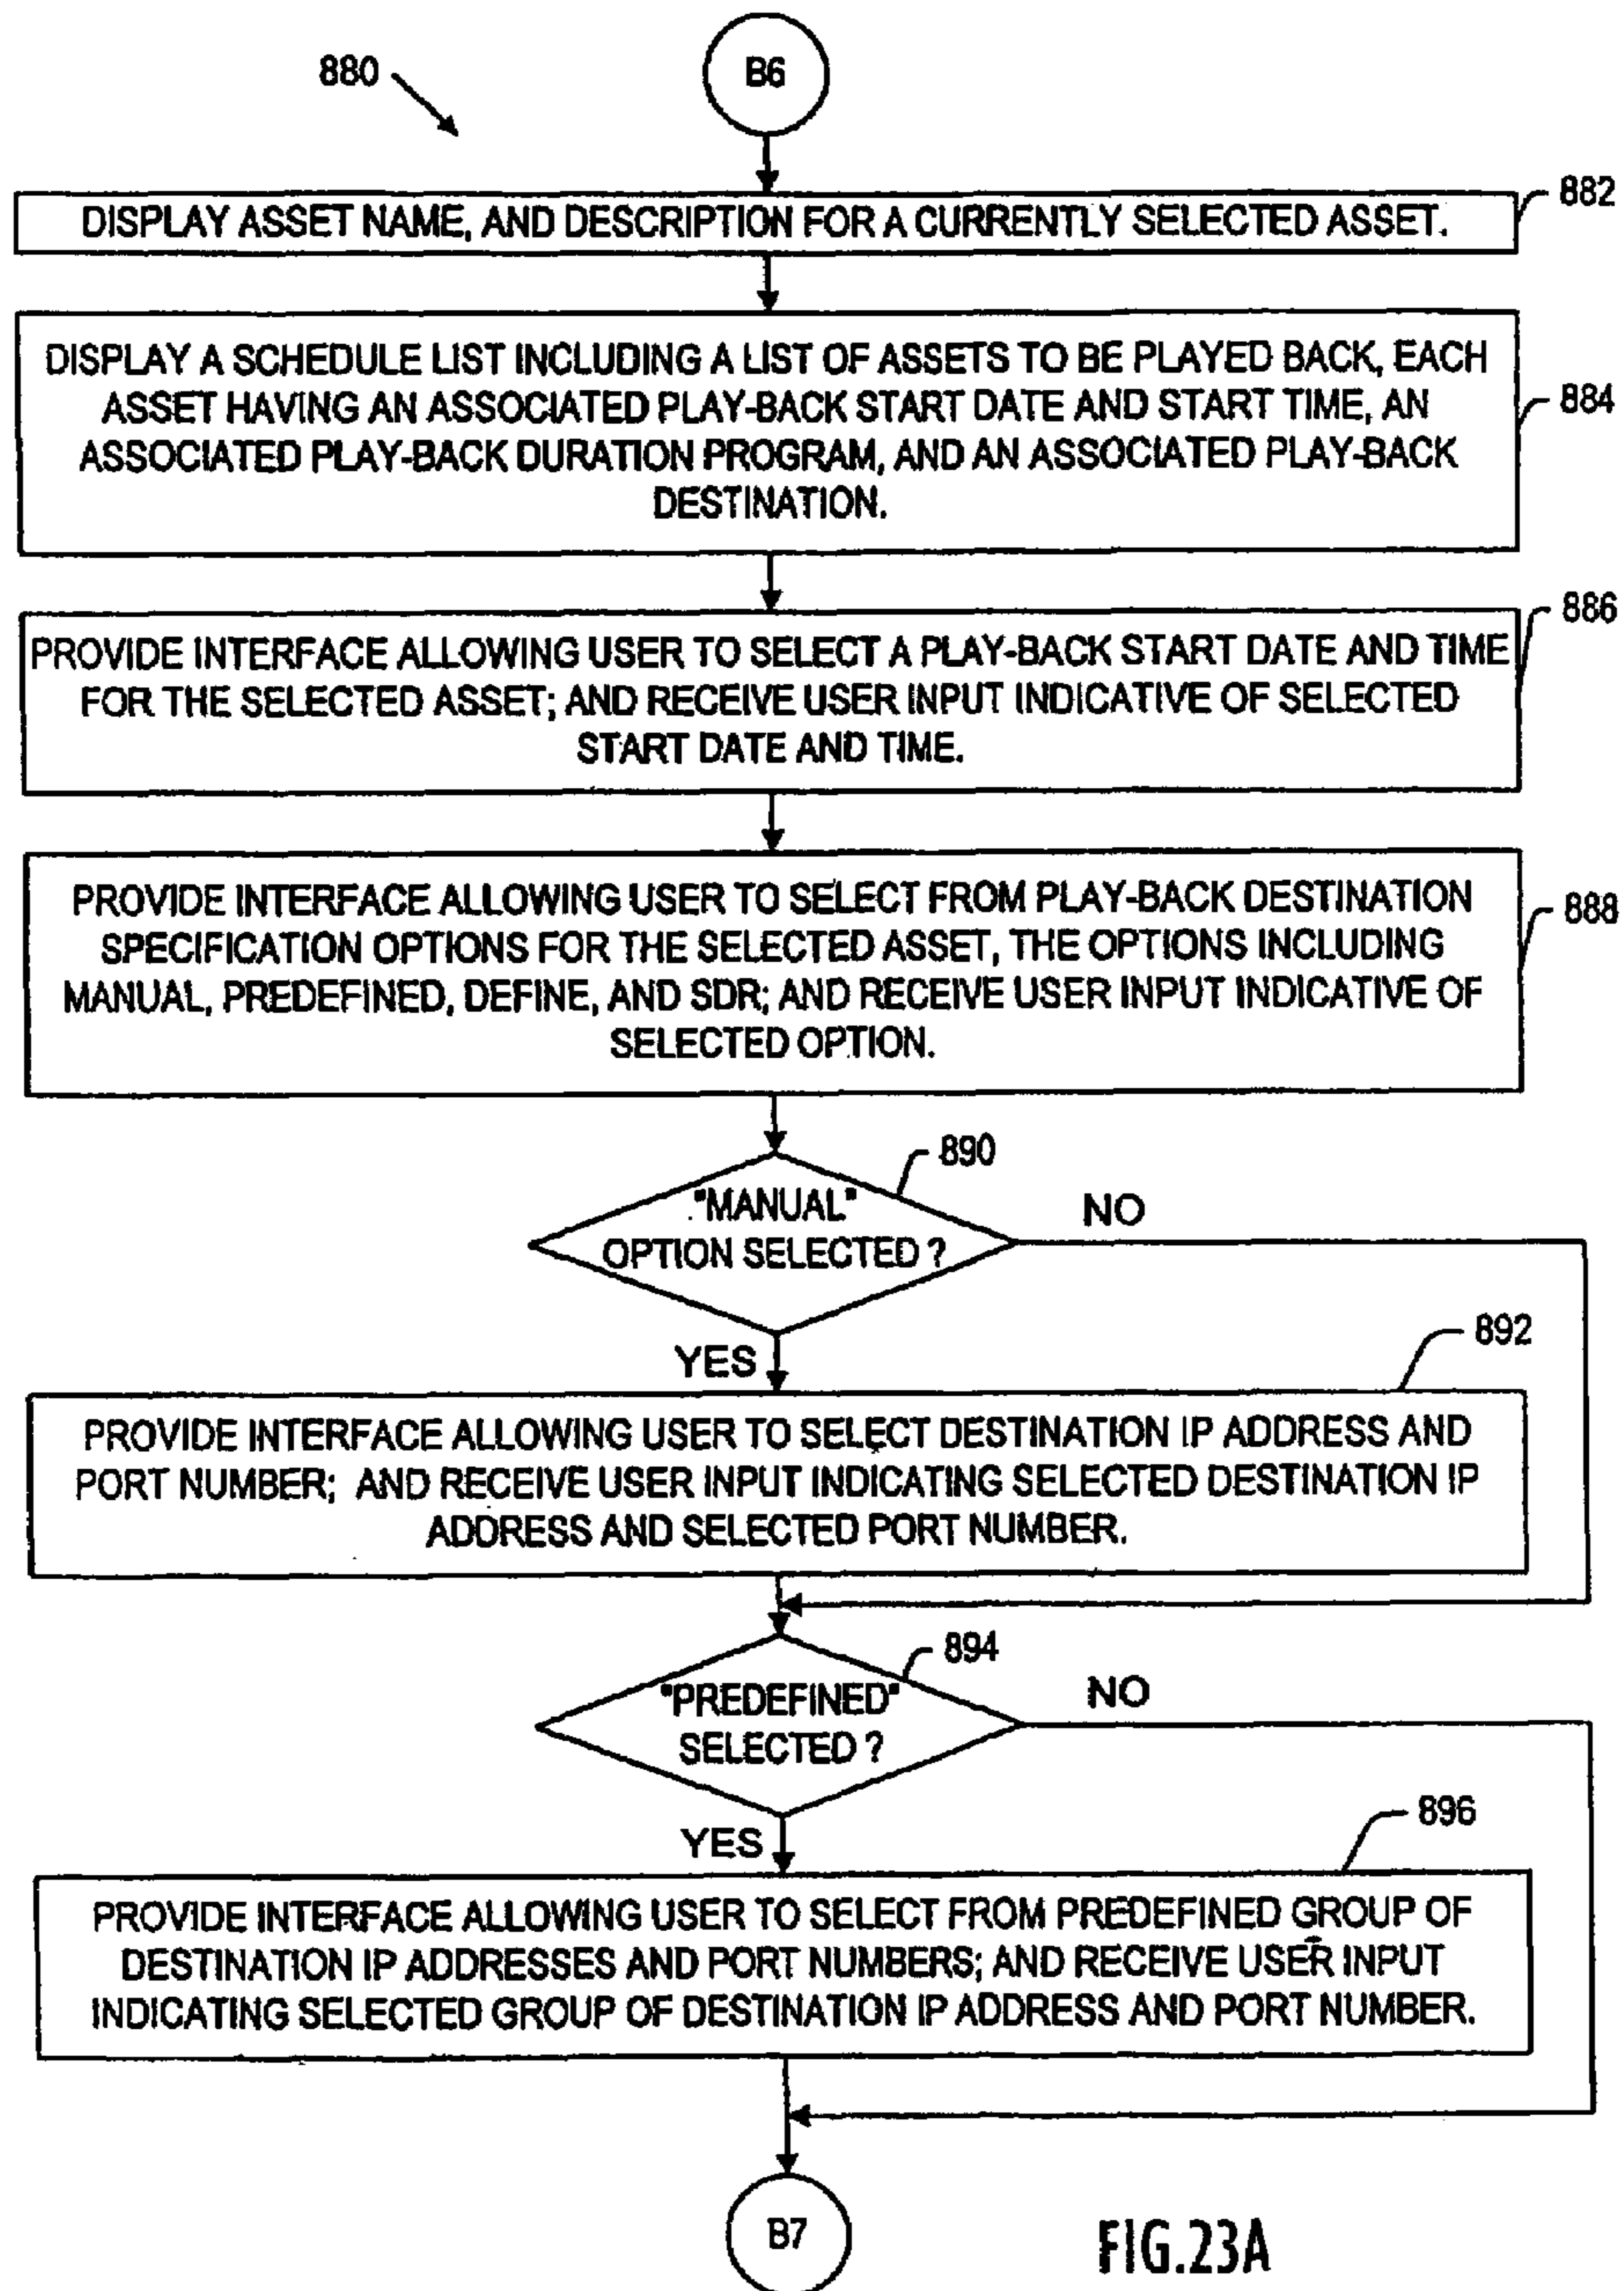 B6
880
DISPLAY ASSET NAME, AND DESCRIPTION FOR A CURRENTLY SELECTED ASSET.
882
DISPLAY A SCHEDULE LIST INCLUDING A LIST OF ASSETS TO BE PLAYED BACK, EACH
ASSET HAVING AN ASSOCIATED PLAY-BACK START DATE AND START TIME, AN
ASSOCIATED PLAY-BACK DURATION PROGRAM, AND AN ASSOCIATED PLAY-BACK
DESTINATION.
884
PROVIDE INTERFACE ALLOWING USER TO SELECT A PLAY-BACK START DATE AND TIME
FOR THE SELECTED ASSET; AND RECEIVE USER INPUT INDICATIVE OF SELECTED
START DATE AND TIME.
886
PROVIDE INTERFACE ALLOWING USER TO SELECT FROM PLAY-BACK DESTINATION
SPECIFICATION OPTIONS FOR THE SELECTED ASSET, THE OPTIONS INCLUDING
MANUAL, PREDEFINED, DEFINE, AND SDR; AND RECEIVE USER INPUT INDICATIVE OF
SELECTED OPTION.
888
890
"MANUAL"
OPTION SELECTED ?
NO
YES
892
PROVIDE INTERFACE ALLOWING USER TO SELECT DESTINATION IP ADDRESS AND
PORT NUMBER; AND RECEIVE USER INPUT INDICATING SELECTED DESTINATION IP
ADDRESS AND SELECTED PORT NUMBER.
894
"PREDEFINED"
SELECTED ?
NO
YES
896
PROVIDE INTERFACE ALLOWING USER TO SELECT FROM PREDEFINED GROUP OF
DESTINATION IP ADDRESSES AND PORT NUMBERS; AND RECEIVE USER INPUT
INDICATING SELECTED GROUP OF DESTINATION IP ADDRESS AND PORT NUMBER.
B7
FIG.23A